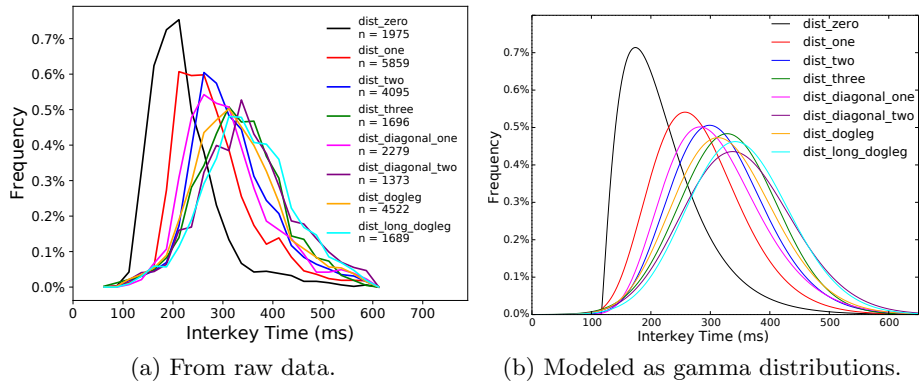 0.7%
0.6%
0.5%
0.4%
0.3%
0.2%
0.1%
0.0%
Frequency
dist_zero
n = 1975
dist_one
n = 5859
dist_two
n = 4095
dist_three
n = 1696
dist_diagonal_one
n = 2279
dist_diagonal_two
n = 1373
dist_dogleg
n = 4522
dist_long_dogleg
n = 1689
0 100 200 300 400 500 600 700
Interkey Time (ms)
(a) From raw data.
0.7%
0.6%
0.5%
0.4%
0.3%
0.2%
0.1%
0.0%
Frequency
dist_zero
dist_one
dist_two
dist_three
dist_diagonal_one
dist_diagonal_two
dist_dogleg
dist_long_dogleg
0 100 200 300 400 500 600
Interkey Time (ms)
(b) Modeled as gamma distributions.